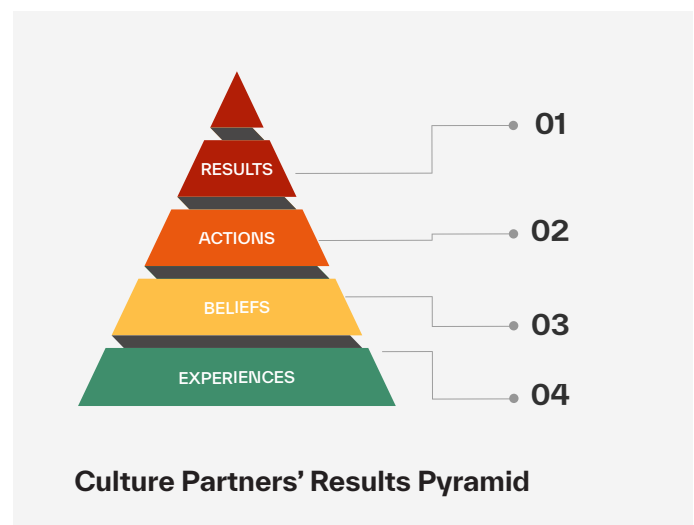 01
RESULTS
02
ACTIONS
03
BELIEFS
04
EXPERIENCES
Culture Partners’ Results Pyramid